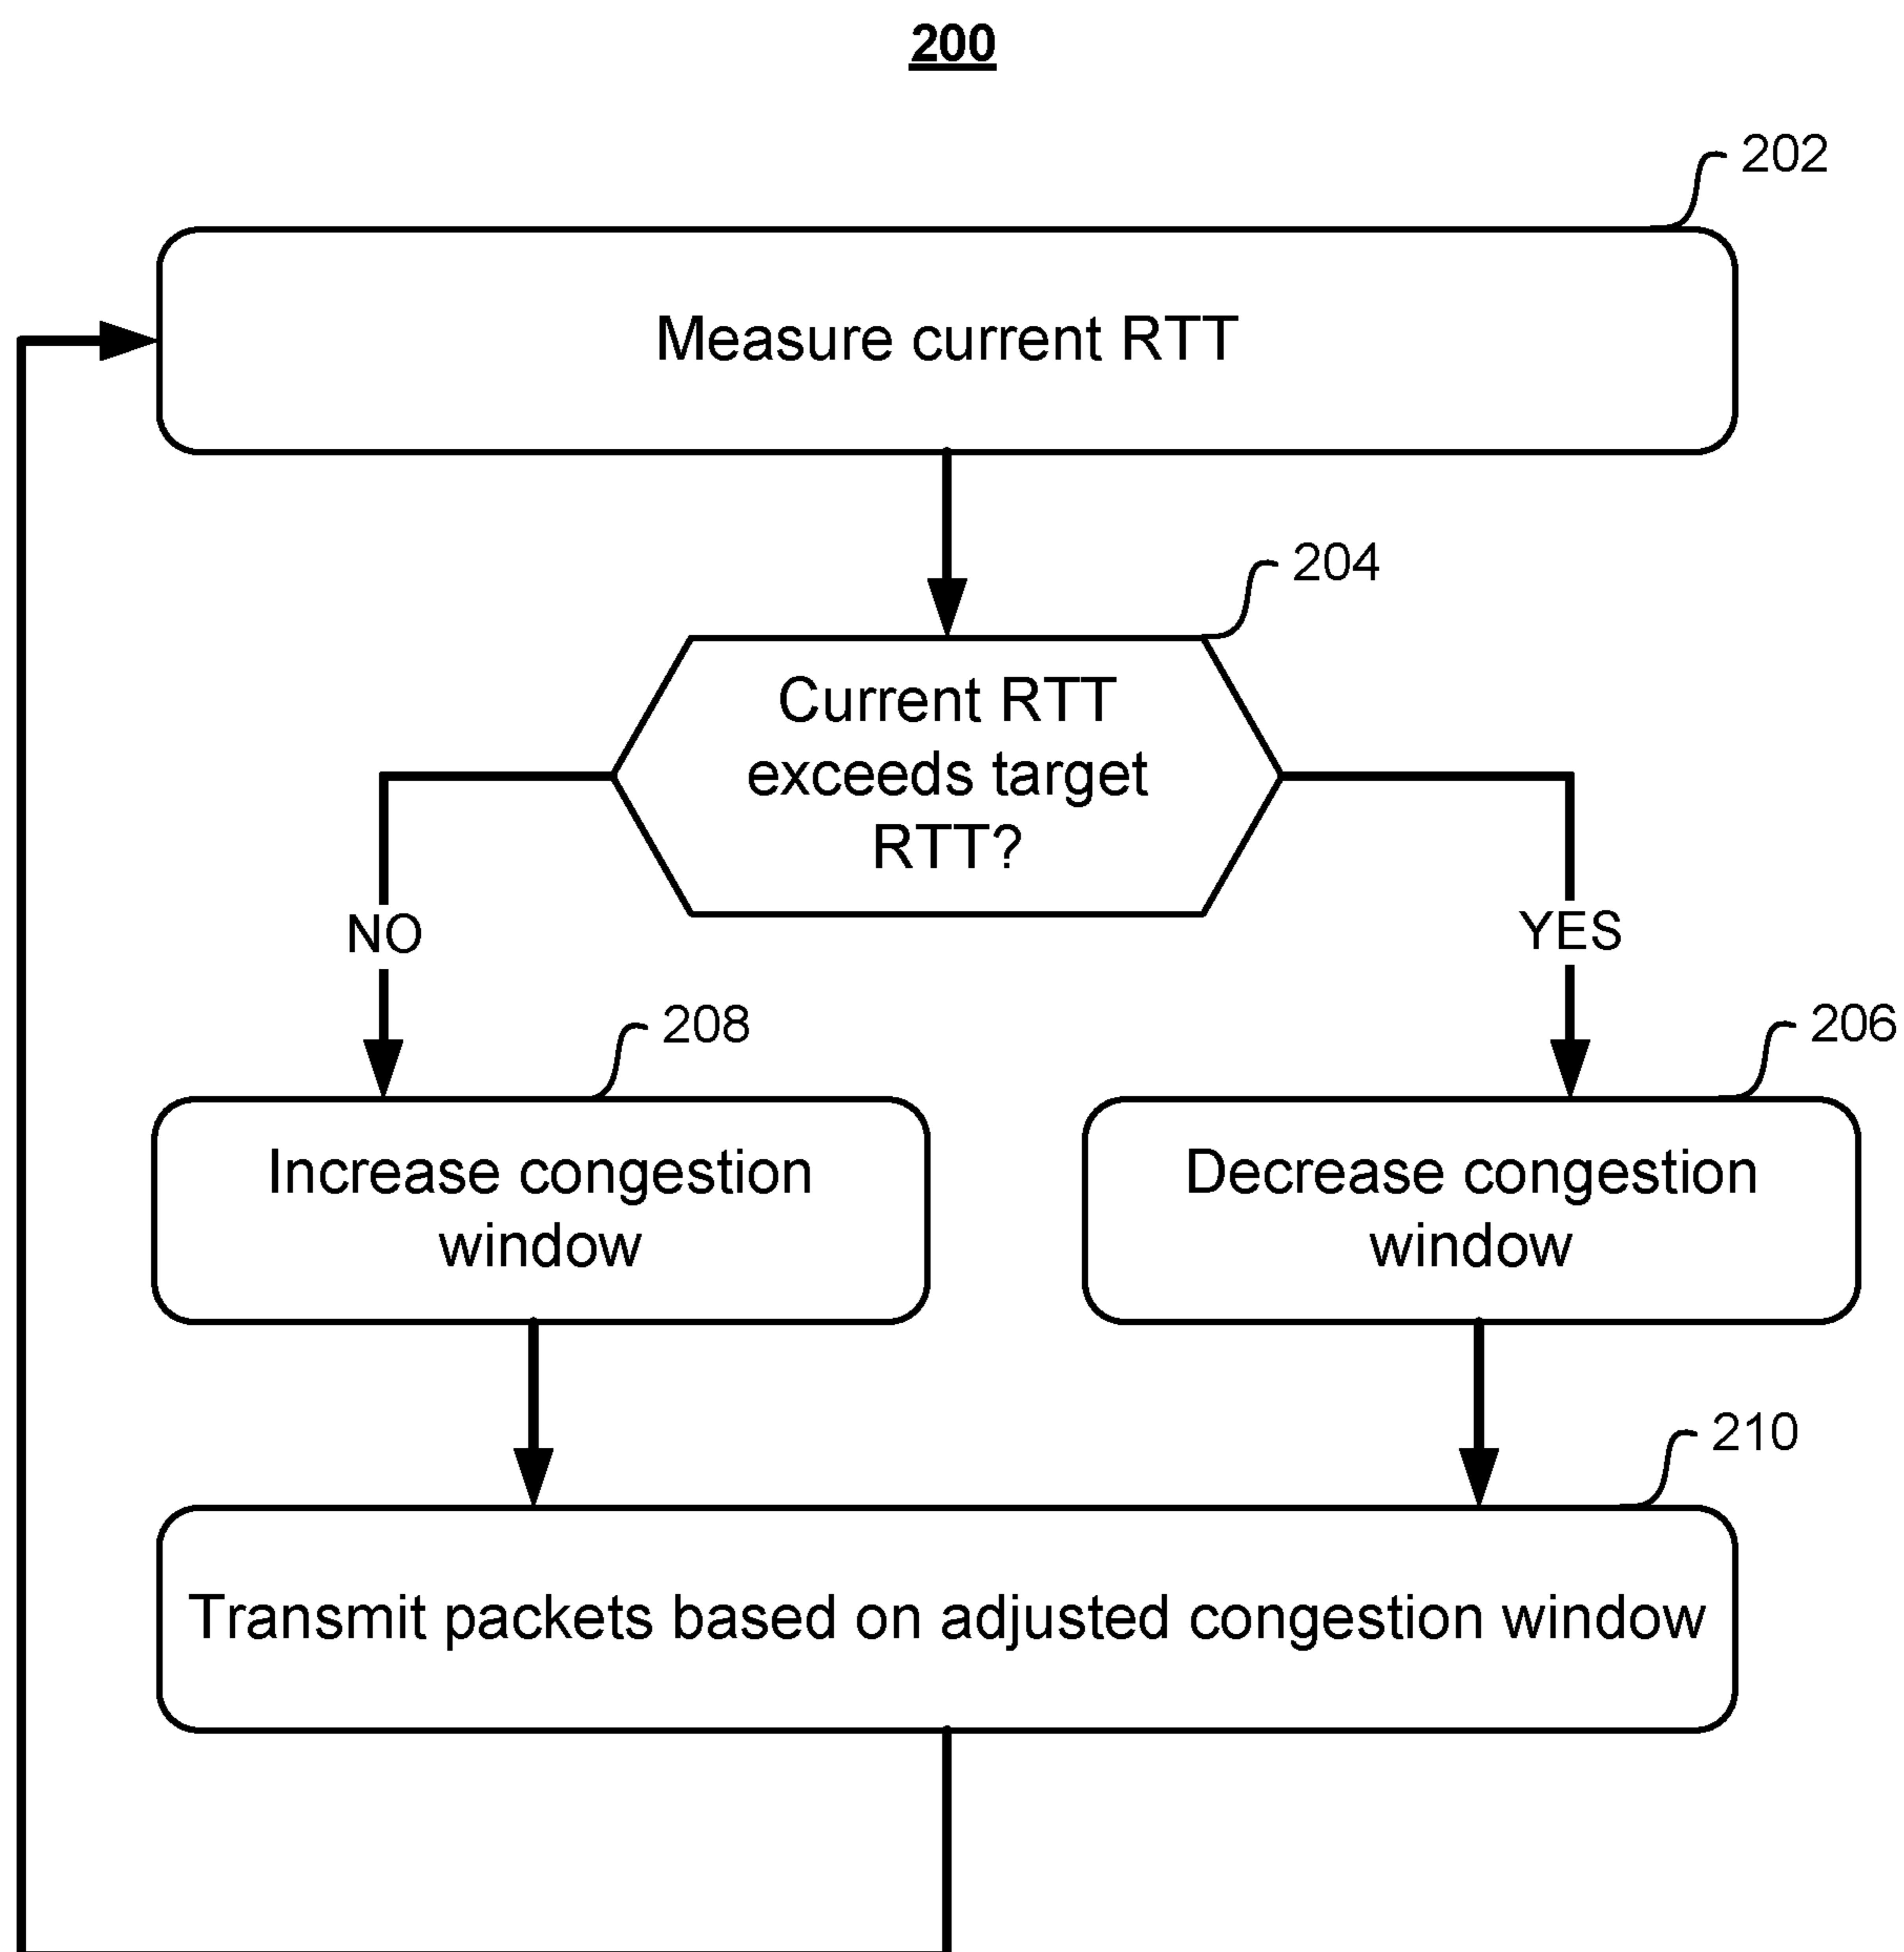 200
202
Measure current RTT
204
Current RTT
exceeds target
RTT?
NO
YES
208
206
Increase congestion
window
Decrease congestion
window
210
Transmit packets based on adjusted congestion window